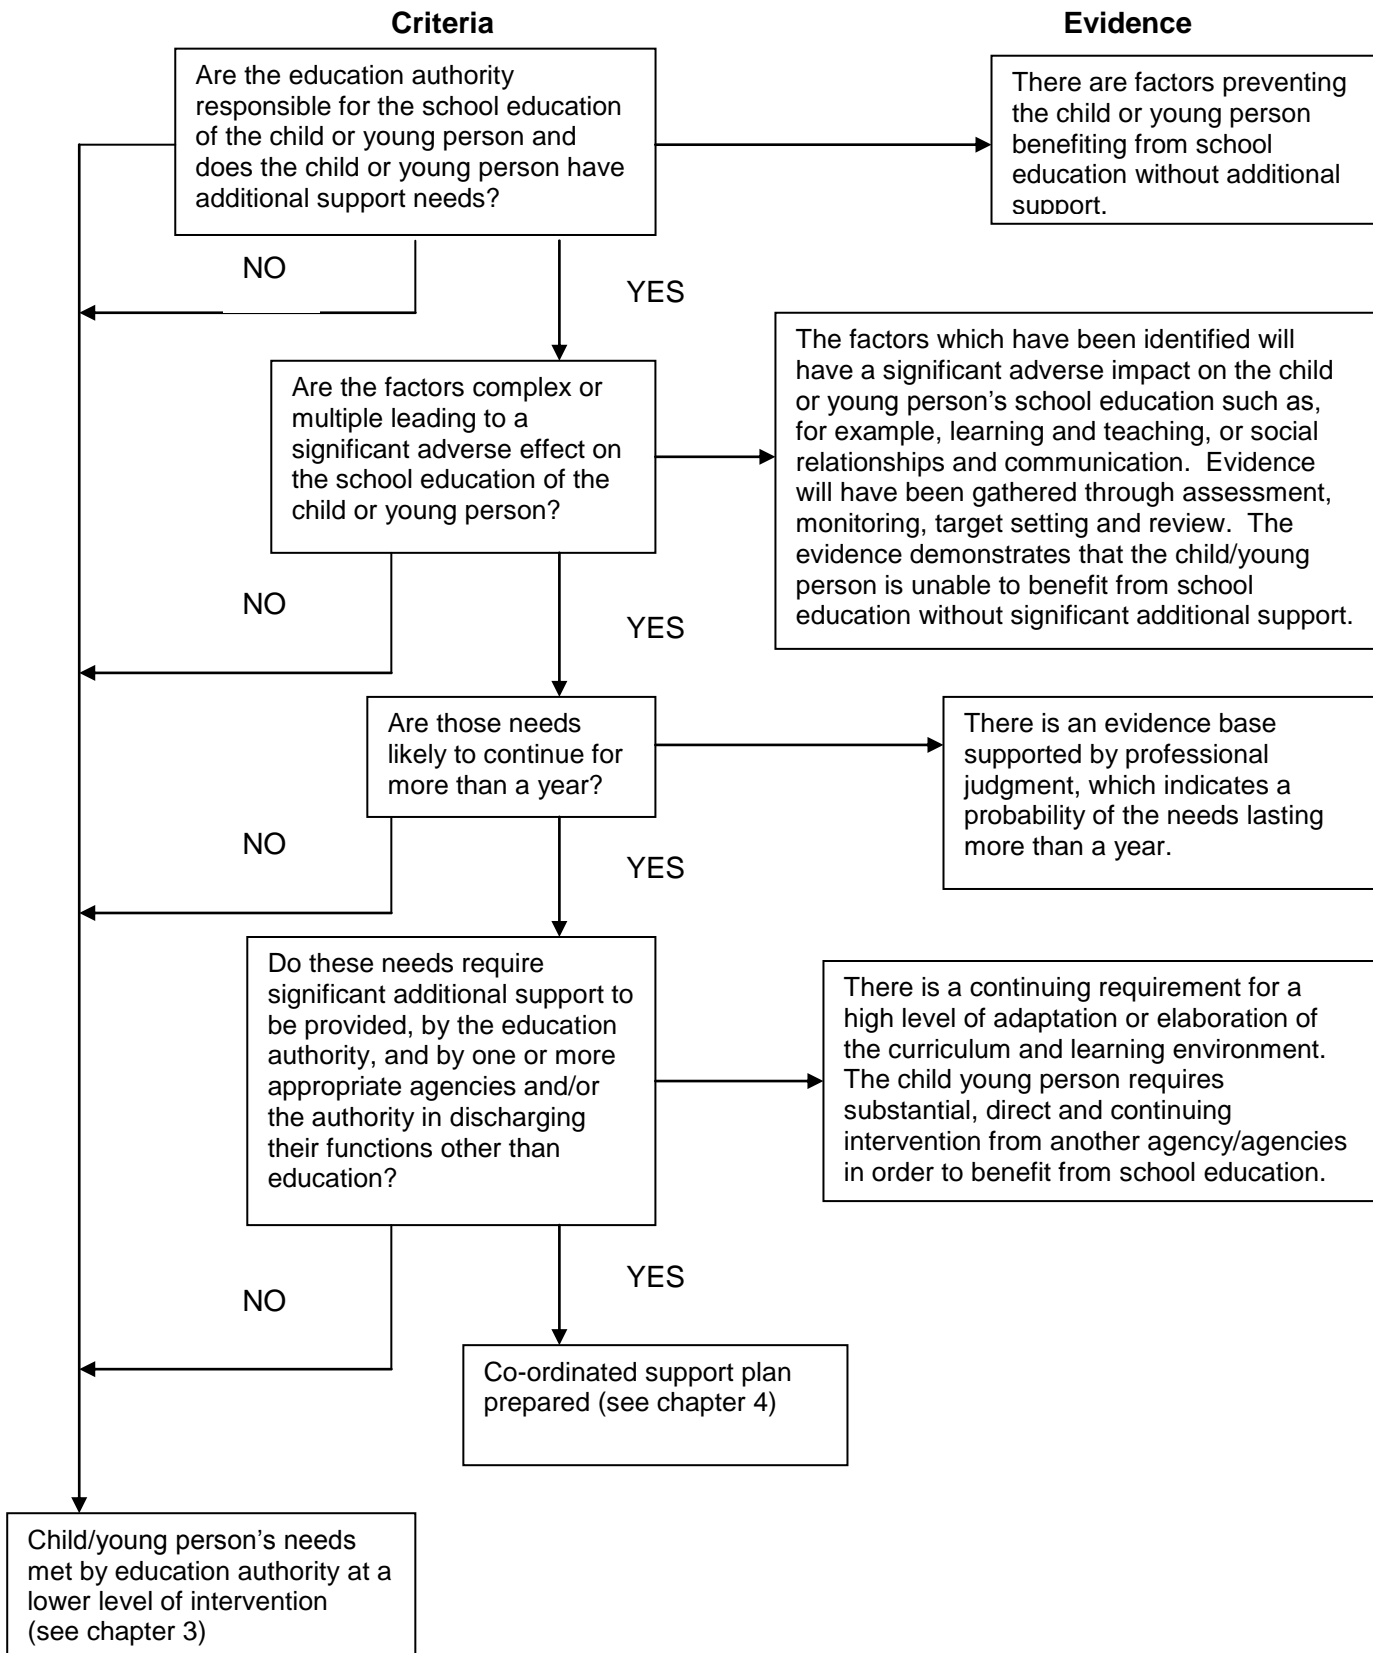 Criteria
Evidence
Are the education authority
responsible for the school education
of the child or young person and
does the child or young person have
additional support needs?
There are factors preventing
the child or young person
benefiting from school
education without additional
support.
NO
YES
Are the factors complex or
multiple leading to a
significant adverse effect on
the school education of the
child or young person?
The factors which have been identified will
have a significant adverse impact on the child
or young person’s school education such as,
for example, learning and teaching, or social
relationships and communication.  Evidence
will have been gathered through assessment,
monitoring, target setting and review.  The
evidence demonstrates that the child/young
person is unable to benefit from school
education without significant additional support.
NO
YES
Are those needs
likely to continue for
more than a year?
There is an evidence base
supported by professional
judgment, which indicates a
probability of the needs lasting
more than a year.
NO
YES
Do these needs require
significant additional support to
be provided, by the education
authority, and by one or more
appropriate agencies and/or
the authority in discharging
their functions other than
education?
There is a continuing requirement for a
high level of adaptation or elaboration of
the curriculum and learning environment.
The child young person requires
substantial, direct and continuing
intervention from another agency/agencies
in order to benefit from school education.
NO
YES
Co-ordinated support plan
prepared (see chapter 4)
Child/young person’s needs
met by education authority at a
lower level of intervention
(see chapter 3)